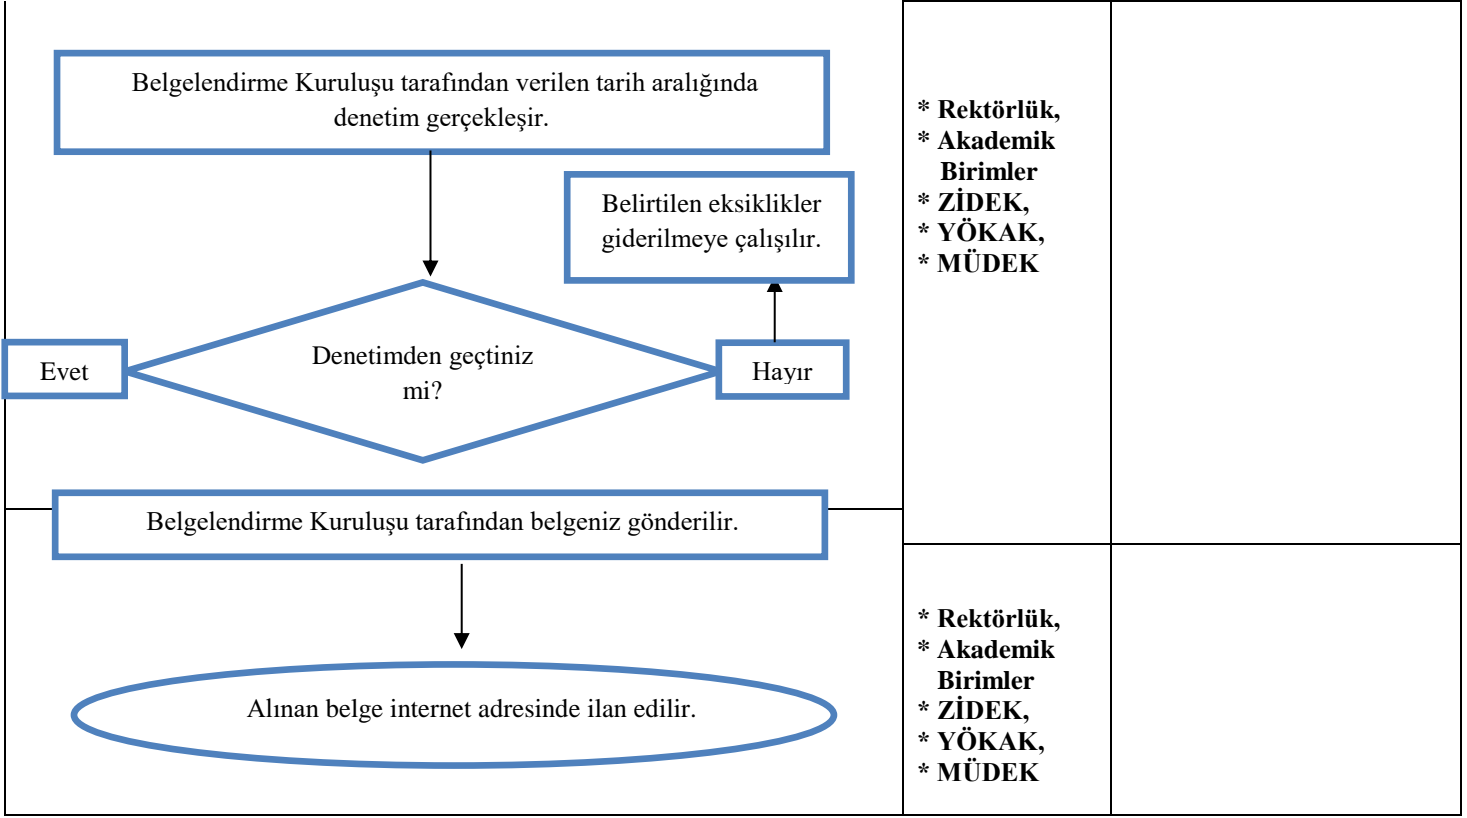 Belgelendirme Kuruluşu tarafından verilen tarih aralığında
denetim gerçekleşir.
Belirtilen eksiklikler
giderilmeye çalışılır.
Denetimden geçtiniz
mi?
Evet
Hayır
Belgelendirme Kuruluşu tarafından belgeniz gönderilir.
Alınan belge internet adresinde ilan edilir.
* Rektörlük,
* Akademik
Birimler
* ZİDEK,
* YÖKAK,
* MÜDEK
* Rektörlük,
* Akademik
Birimler
* ZİDEK,
* YÖKAK,
* MÜDEK